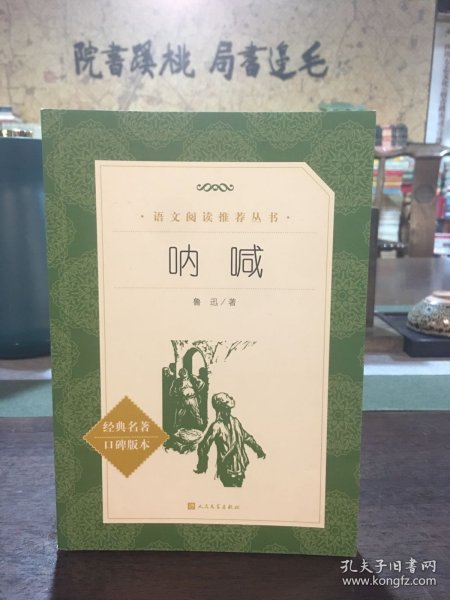 院書蹊桃 局書逢毛
·语文阅读推荐丛书·
呐喊
鲁迅/著
经典名著
口碑版本
人民文学出版社
孔夫子旧书网
www.kongfz.com